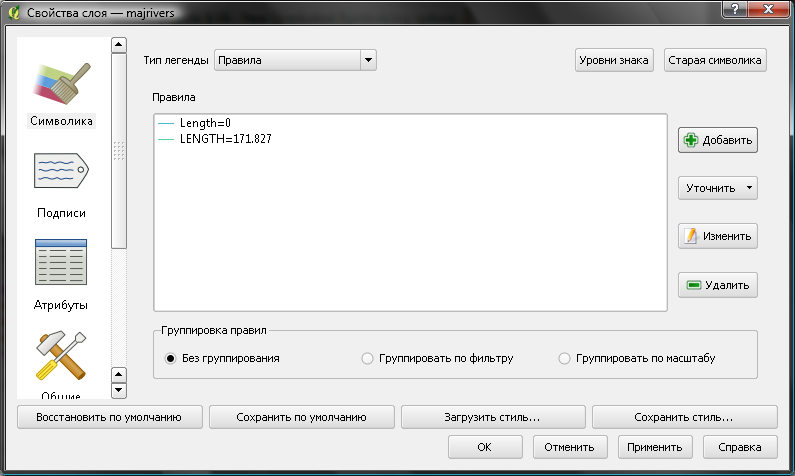 Свойства слоя — majrivers
Тип легенды Правила Уровни знака Старая символика
Символика
Подписи
Атрибуты
Общие
Правила
Length=0
LENGTH=171.827
Добавить
Уточнить
Изменить
Удалить
Группировка правил
Без группирования Группировать по фильтру Группировать по масштабу
Восстановить по умолчанию Сохранить по умолчанию Загрузить стиль... Сохранить стиль...
OK Отменить Применить Справка